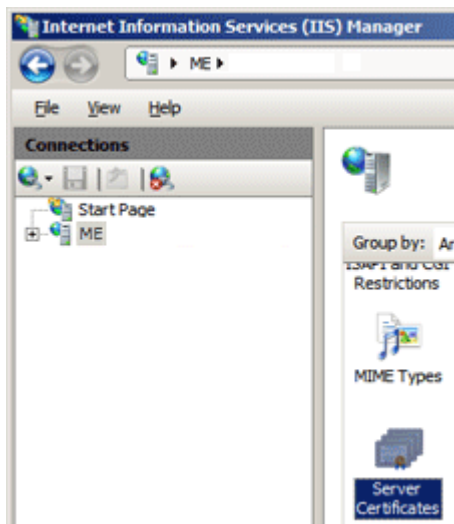 Internet Information Services (IIS) Manager
ME
File View Help
Connections
Start Page
ME
Group by:
ISAPI and CGI
Restrictions
MIME Types
Server
Certificates